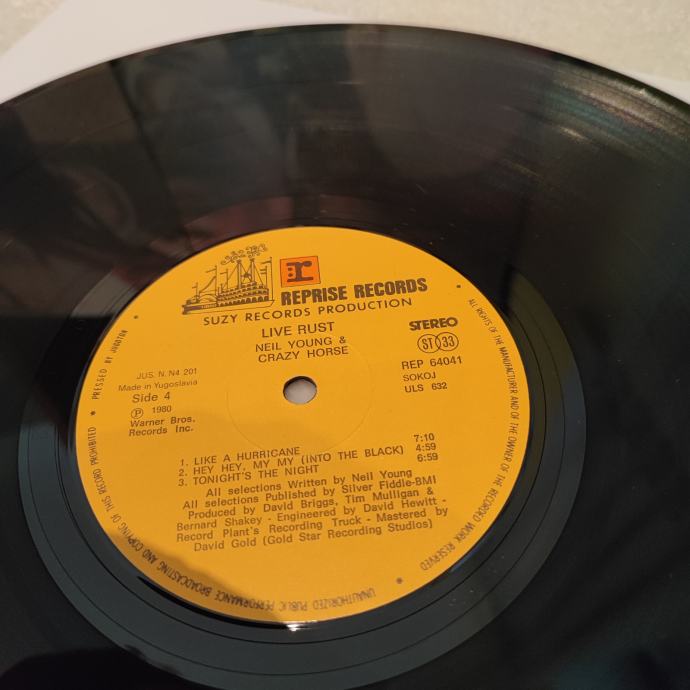 r
REPRISE RECORDS
SUZY RECORDS PRODUCTION
LIVE RUST
NEIL YOUNG &
CRAZY HORSE
STEREO
ST 33
REP 64041
SOKOJ
ULS 632
JUS. N. N4 201
Made in Yugoslavia
Side 4
Ⓟ 1980
Warner Bros.
Records Inc.
1. LIKE A HURRICANE 7:10
2. HEY HEY, MY MY (INTO THE BLACK) 4:59
3. TONIGHT'S THE NIGHT 6:59
All selections Written by Neil Young
All selections Published by Silver Fiddle-BMI
Produced by David Briggs, Tim Mulligan &
Bernard Shakey - Engineered by David Hewitt -
Record Plant's Recording Truck - Mastered by
David Gold (Gold Star Recording Studios)
• PRESSED BY JUGOTON • ALL RIGHTS OF THE MANUFACTURER AND OF THE OWNER OF THE RECORDED WORK RESERVED • UNAUTHORIZED PUBLIC PERFORMANCE BROADCASTING AND COPYING OF THIS RECORD PROHIBITED •